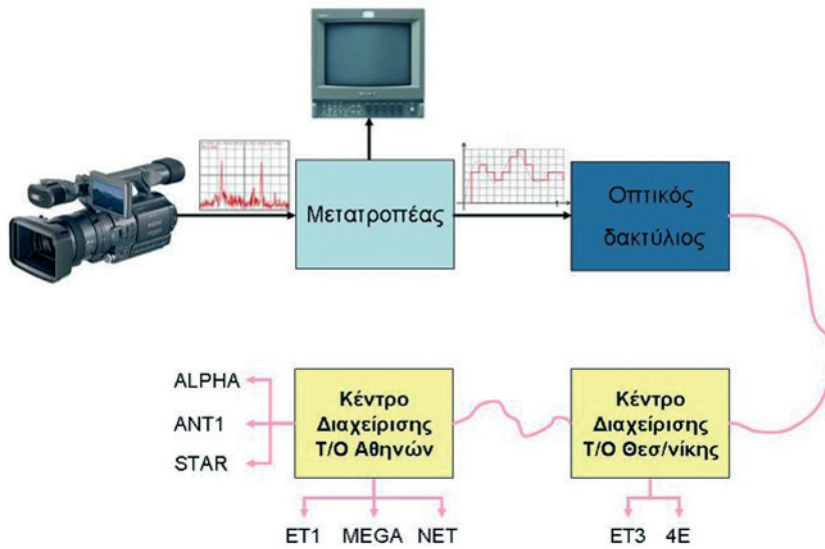 Μετατροπέας
Οπτικός
δακτύλιος
t
ALPHA
ANT1
STAR
Κέντρο
Διαχείρισης
Τ/Ο Αθηνών
Κέντρο
Διαχείρισης
Τ/Ο Θεσ/νίκης
ET1 MEGA NET
ET3 4E